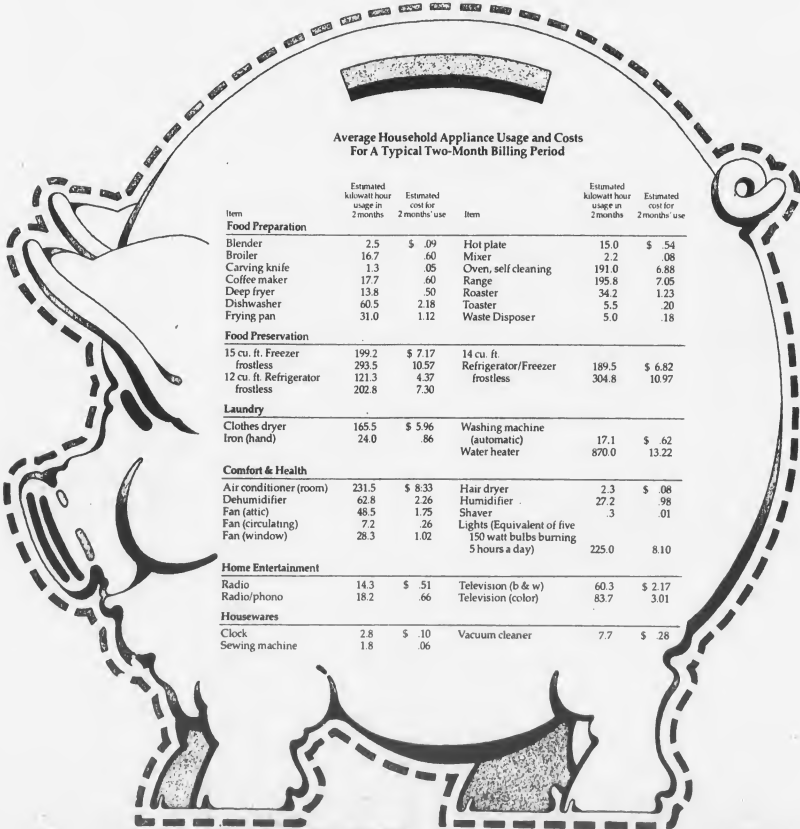 Average Household Appliance Usage and Costs
For A Typical Two-Month Billing Period
Item Estimated kilowatt hour usage in 2 months Estimated cost for 2 months' use Item Estimated kilowatt hour usage in 2 months Estimated cost for 2 months' use
Food Preparation
Blender 2.5 $ .09 Hot plate 15.0 $ .54
Broiler 16.7 .60 Mixer 2.2 .08
Carving knife 1.3 .05 Oven, self cleaning 191.0 6.88
Coffee maker 17.7 .60 Range 195.8 7.05
Deep fryer 13.8 .50 Roaster 34.2 1.23
Dishwasher 60.5 2.18 Toaster 5.5 .20
Frying pan 31.0 1.12 Waste Disposer 5.0 .18
Food Preservation
15 cu. ft. Freezer 199.2 $ 7.17 14 cu. ft.
frostless 293.5 10.57 Refrigerator/Freezer 189.5 $ 6.82
12 cu. ft. Refrigerator 121.3 4.37 frostless 304.8 10.97
frostless 202.8 7.30
Laundry
Clothes dryer 165.5 $ 5.96 Washing machine
Iron (hand) 24.0 .86 (automatic) 17.1 $ .62
Water heater 870.0 13.22
Comfort & Health
Air conditioner (room) 231.5 $ 8.33 Hair dryer 2.3 $ .08
Dehumidifier 62.8 2.26 Humidifier 27.2 .98
Fan (attic) 48.5 1.75 Shaver .3 .01
Fan (circulating) 7.2 .26 Lights (Equivalent of five
Fan (window) 28.3 1.02 150 watt bulbs burning
5 hours a day) 225.0 8.10
Home Entertainment
Radio 14.3 $ .51 Television (b & w) 60.3 $ 2.17
Radio/phono 18.2 .66 Television (color) 83.7 3.01
Housewares
Clock 2.8 $ .10 Vacuum cleaner 7.7 $ .28
Sewing machine 1.8 .06